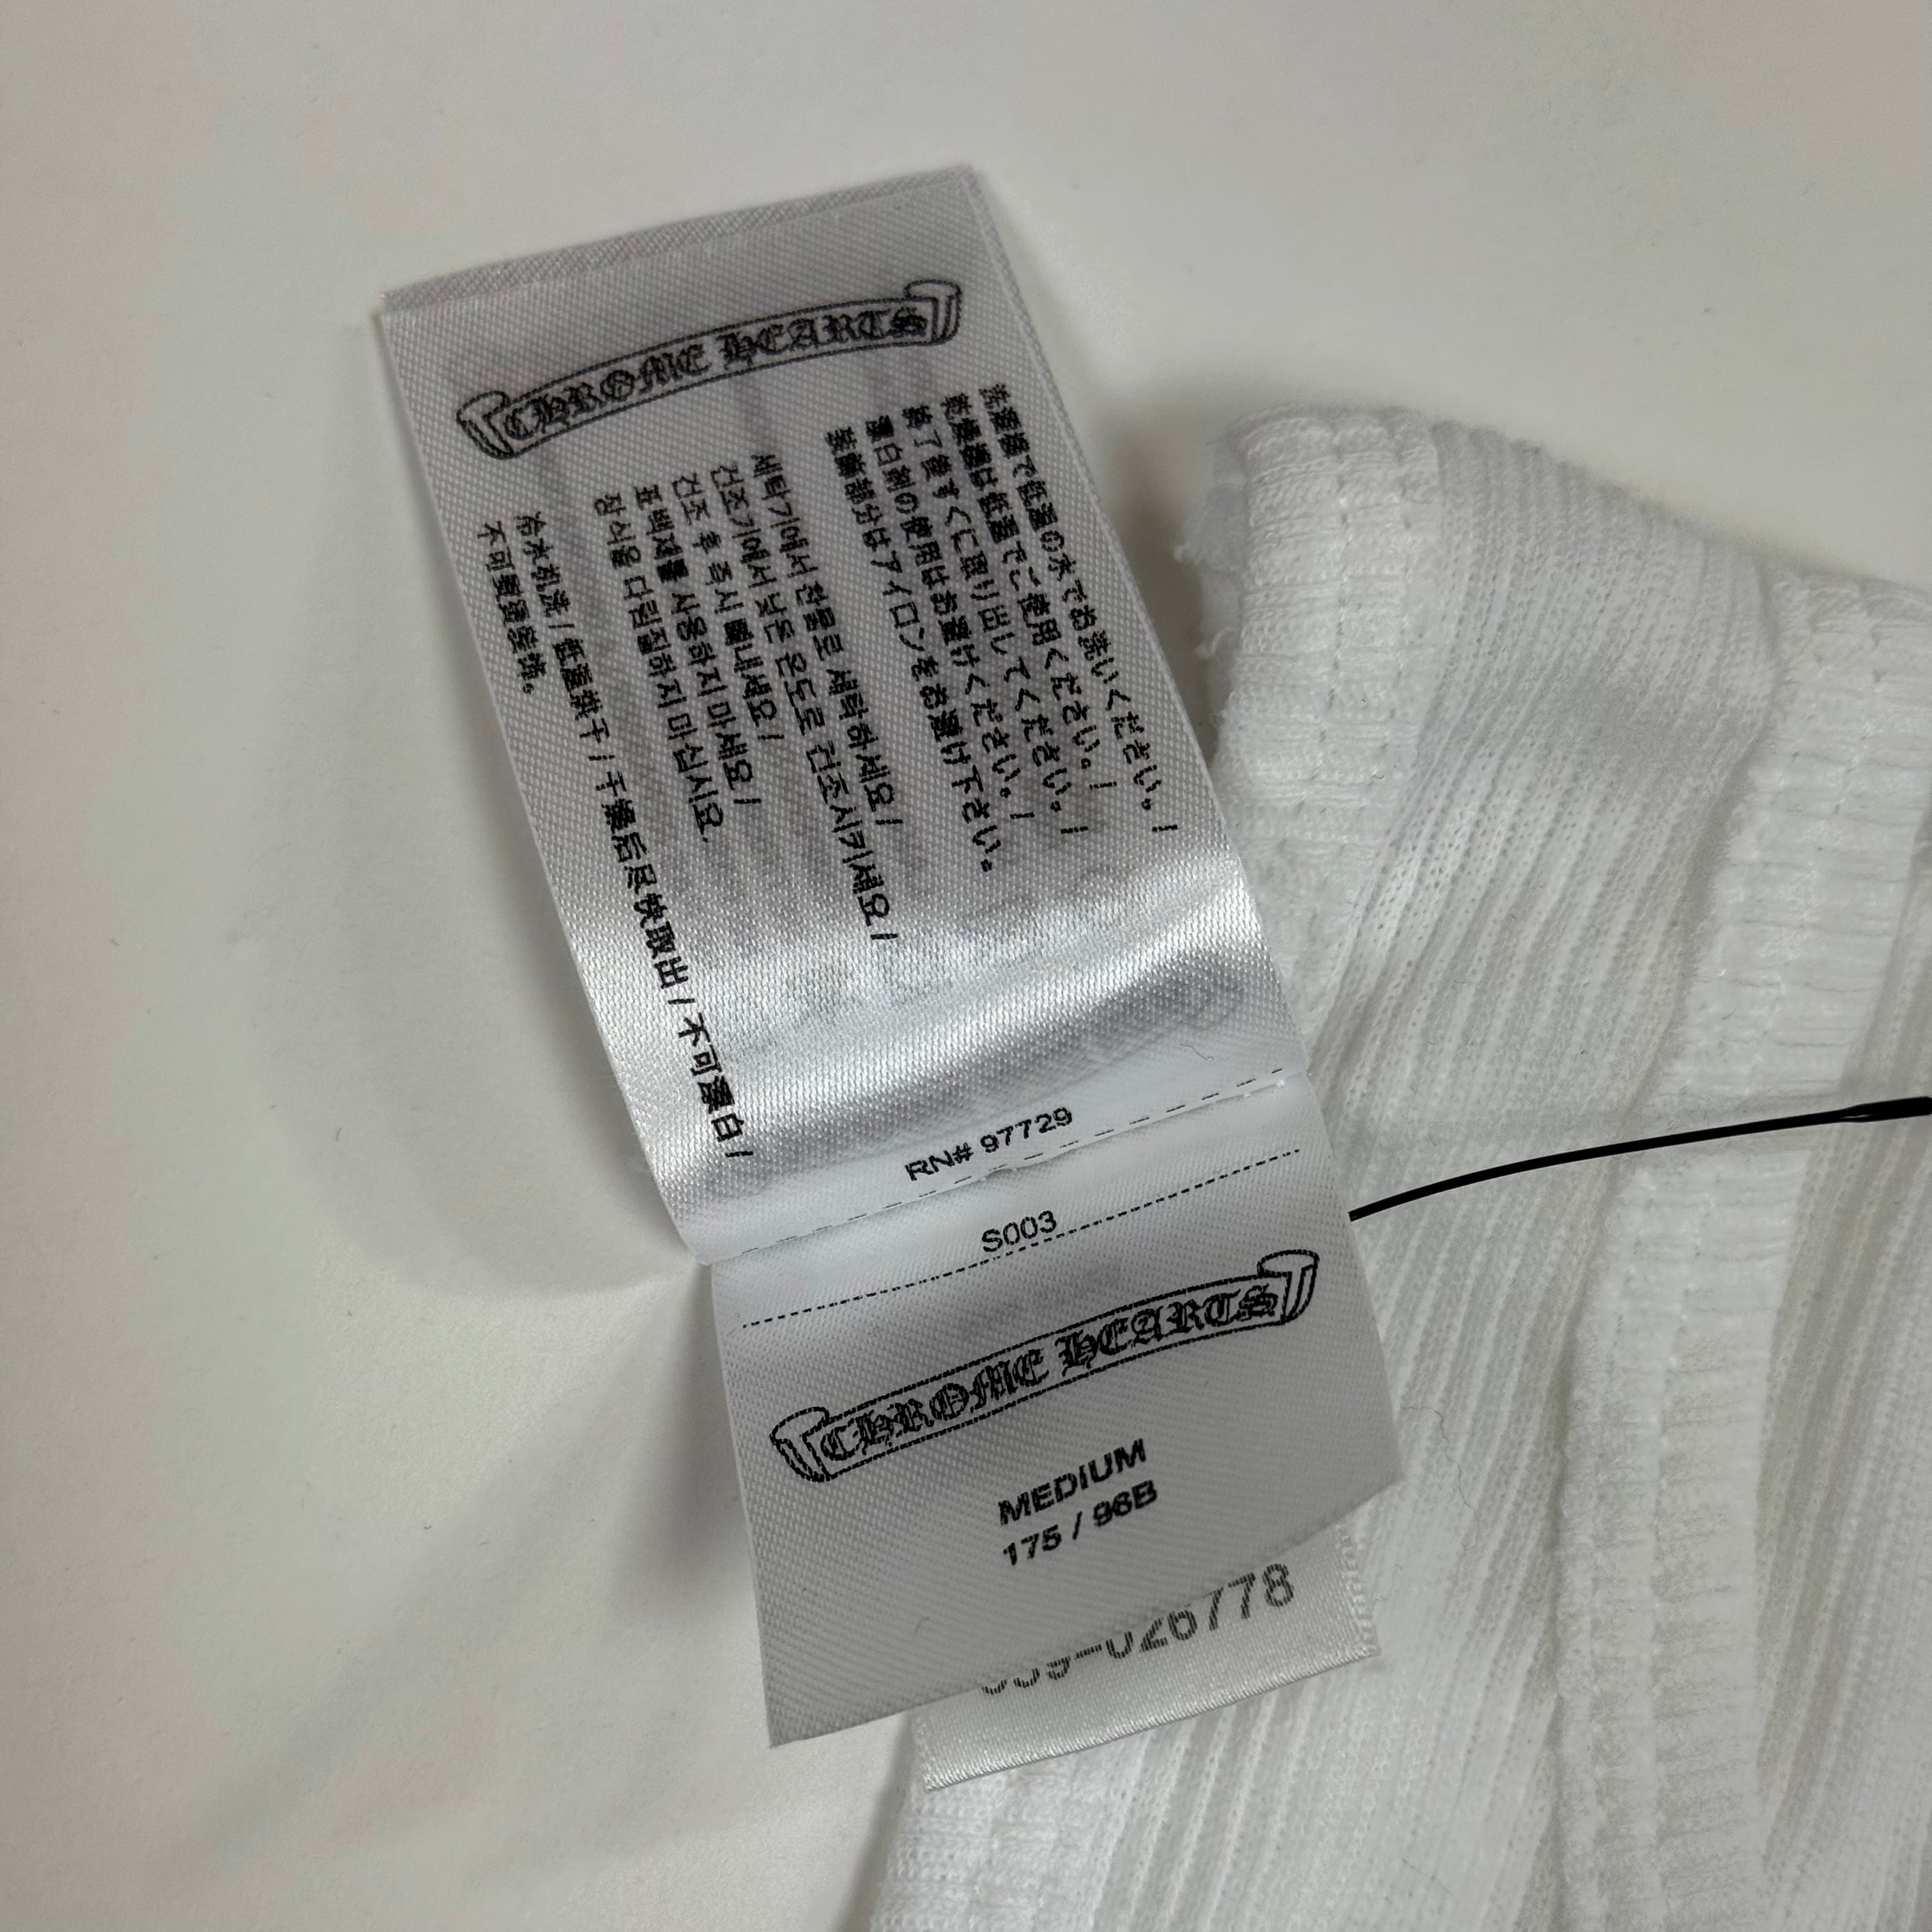 CHROME HEARTS
洗濯機で低温の水でお洗いください。/
乾燥機は低温でご使用ください。/
終了後すぐに取り出してください。/
漂白剤の使用はお避けください。/
装飾部分はアイロンをお避け下さい。
세탁기에서 찬물로 세탁하세요 /
건조기에서 낮은 온도로 건조시키세요 /
건조 후 즉시 빼내세요 /
표백제를 사용하지 마세요 /
장식을 다림질하지 마십시요.
冷水机洗 / 低温烘干 / 干燥后尽快取出 / 不可漂白 /
不可熨烫装饰。
RN# 97729
S003
CHROME HEARTS
MEDIUM
175 / 96B
026778